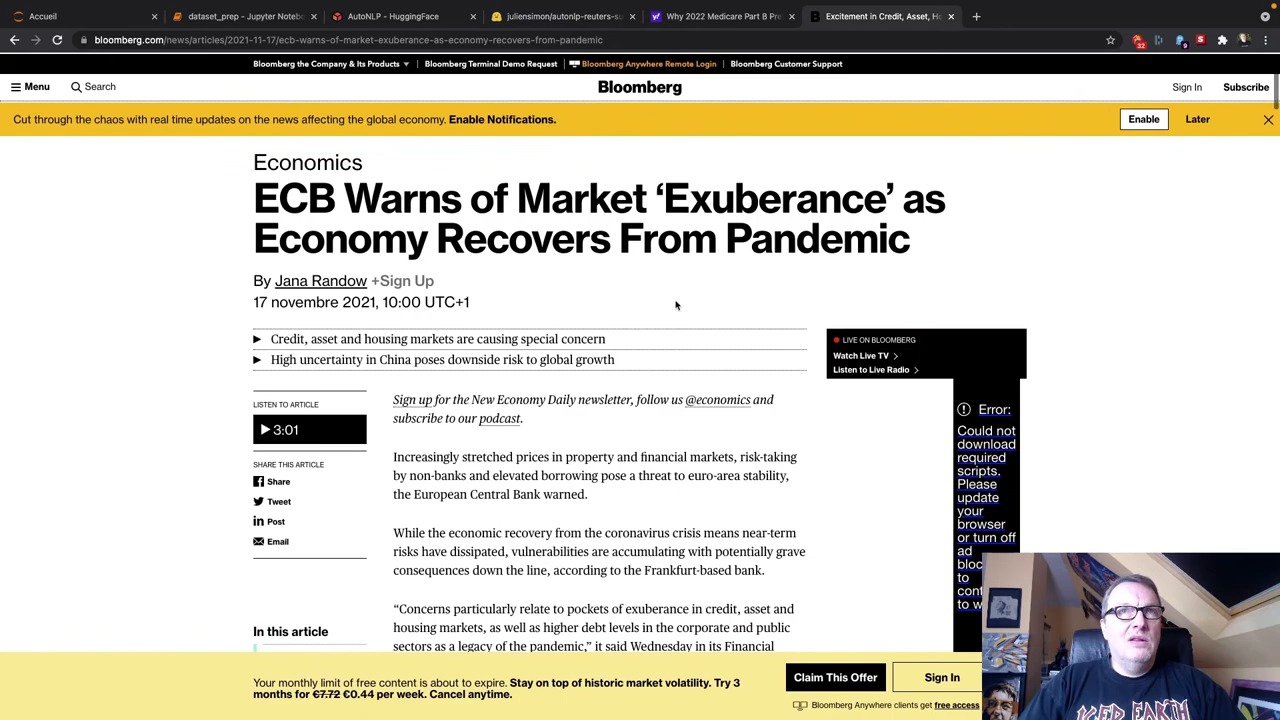 Accueil
dataset_prep - Jupyter Noteb
AutoNLP - HuggingFace
juliensimon/autonlp-reuters-su
Why 2022 Medicare Part B Pre
Excitement in Credit, Asset, Ho
bloomberg.com/news/articles/2021-11-17/ecb-warns-of-market-exuberance-as-economy-recovers-from-pandemic
32
9
Bloomberg the Company & Its Products
Bloomberg Terminal Demo Request
Bloomberg Anywhere Remote Login
Bloomberg Customer Support
Menu
Search
Bloomberg
Sign In
Subscribe
Cut through the chaos with real time updates on the news affecting the global economy. Enable Notifications.
Enable
Later
Economics
ECB Warns of Market ‘Exuberance’ as
Economy Recovers From Pandemic
By Jana Randow +Sign Up
17 novembre 2021, 10:00 UTC+1
Credit, asset and housing markets are causing special concern
High uncertainty in China poses downside risk to global growth
LISTEN TO ARTICLE
3:01
SHARE THIS ARTICLE
Share
Tweet
Post
Email
In this article
Sign up for the New Economy Daily newsletter, follow us @economics and
subscribe to our podcast.
Increasingly stretched prices in property and financial markets, risk-taking
by non-banks and elevated borrowing pose a threat to euro-area stability,
the European Central Bank warned.
While the economic recovery from the coronavirus crisis means near-term
risks have dissipated, vulnerabilities are accumulating with potentially grave
consequences down the line, according to the Frankfurt-based bank.
“Concerns particularly relate to pockets of exuberance in credit, asset and
housing markets, as well as higher debt levels in the corporate and public
sectors as a legacy of the pandemic,” it said Wednesday in its Financial
LIVE ON BLOOMBERG
Watch Live TV
Listen to Live Radio
Error:
Could not
download
required
scripts.
Please
update
your
browser
or turn off
ad
bloc
to
cont
to w
Your monthly limit of free content is about to expire. Stay on top of historic market volatility. Try 3
months for €7.72 €0.44 per week. Cancel anytime.
Claim This Offer
Sign In
Bloomberg Anywhere clients get free access
ICED EARTH